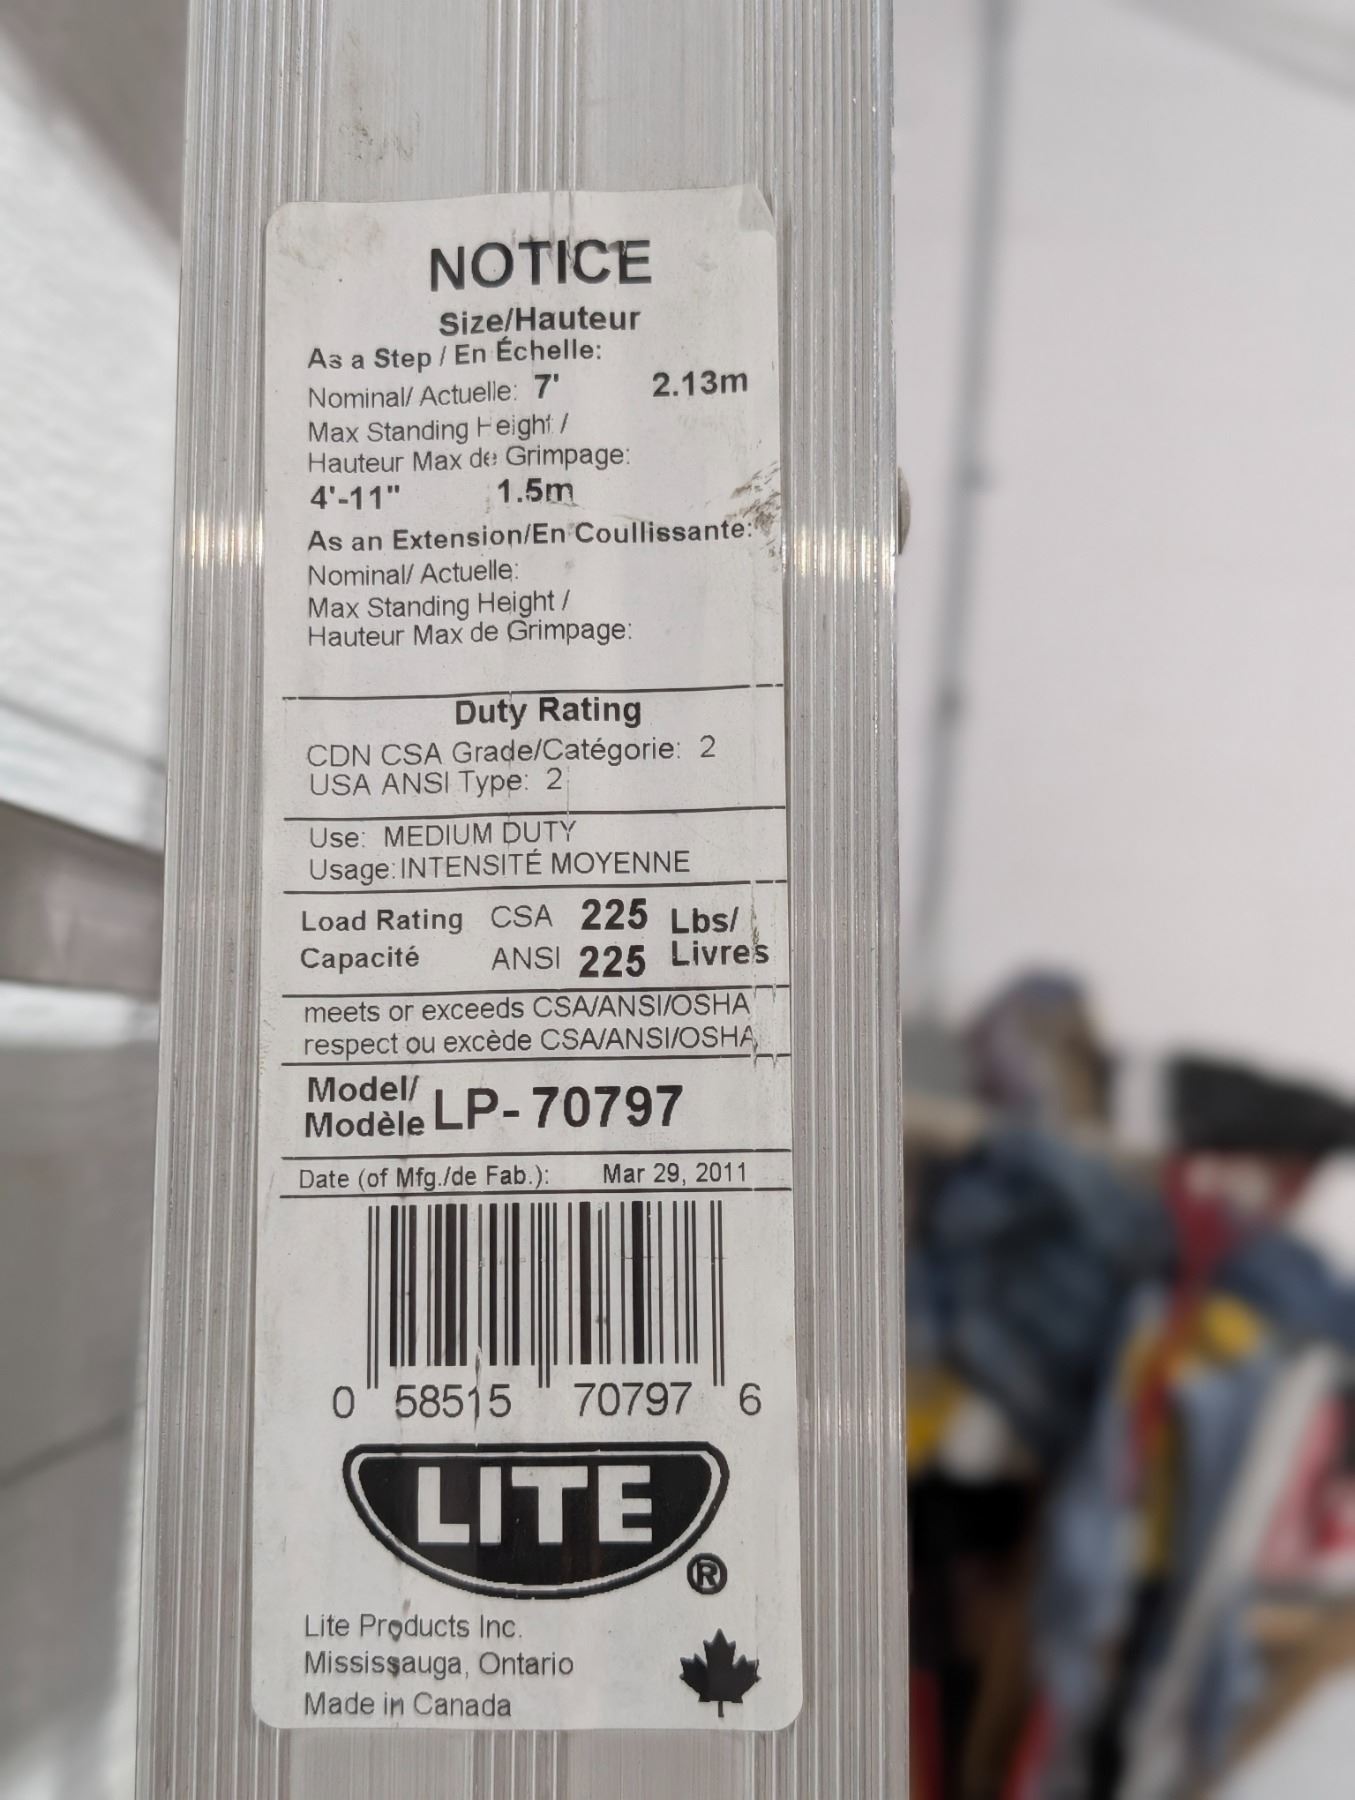 NOTICE
Size/Hauteur
As a Step / En Échelle:
Nominal/ Actuelle: 7' 2.13m
Max Standing Height /
Hauteur Max de Grimpage:
4'-11" 1.5m
As an Extension/En Coullissante:
Nominal/ Actuelle:
Max Standing Height /
Hauteur Max de Grimpage:
Duty Rating
CDN CSA Grade/Catégorie: 2
USA ANSI Type: 2
Use: MEDIUM DUTY
Usage: INTENSITÉ MOYENNE
Load Rating CSA 225 Lbs/
Capacité ANSI 225 Livres
meets or exceeds CSA/ANSI/OSHA
respect ou excède CSA/ANSI/OSHA
Model/
Modèle LP-70797
Date (of Mfg./de Fab.): Mar 29, 2011
0 58515 70797 6
LITE ®
Lite Products Inc.
Mississauga, Ontario
Made in Canada